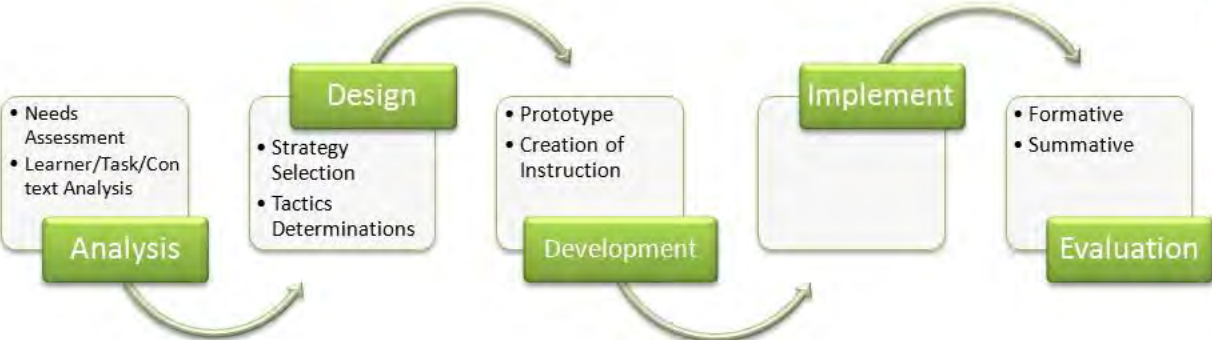 • Needs
Assessment
• Learner/Task/Con
text Analysis
Analysis
Design
• Strategy
Selection
• Tactics
Determinations
• Prototype
• Creation of
Instruction
Development
Implement
• Formative
• Summative
Evaluation